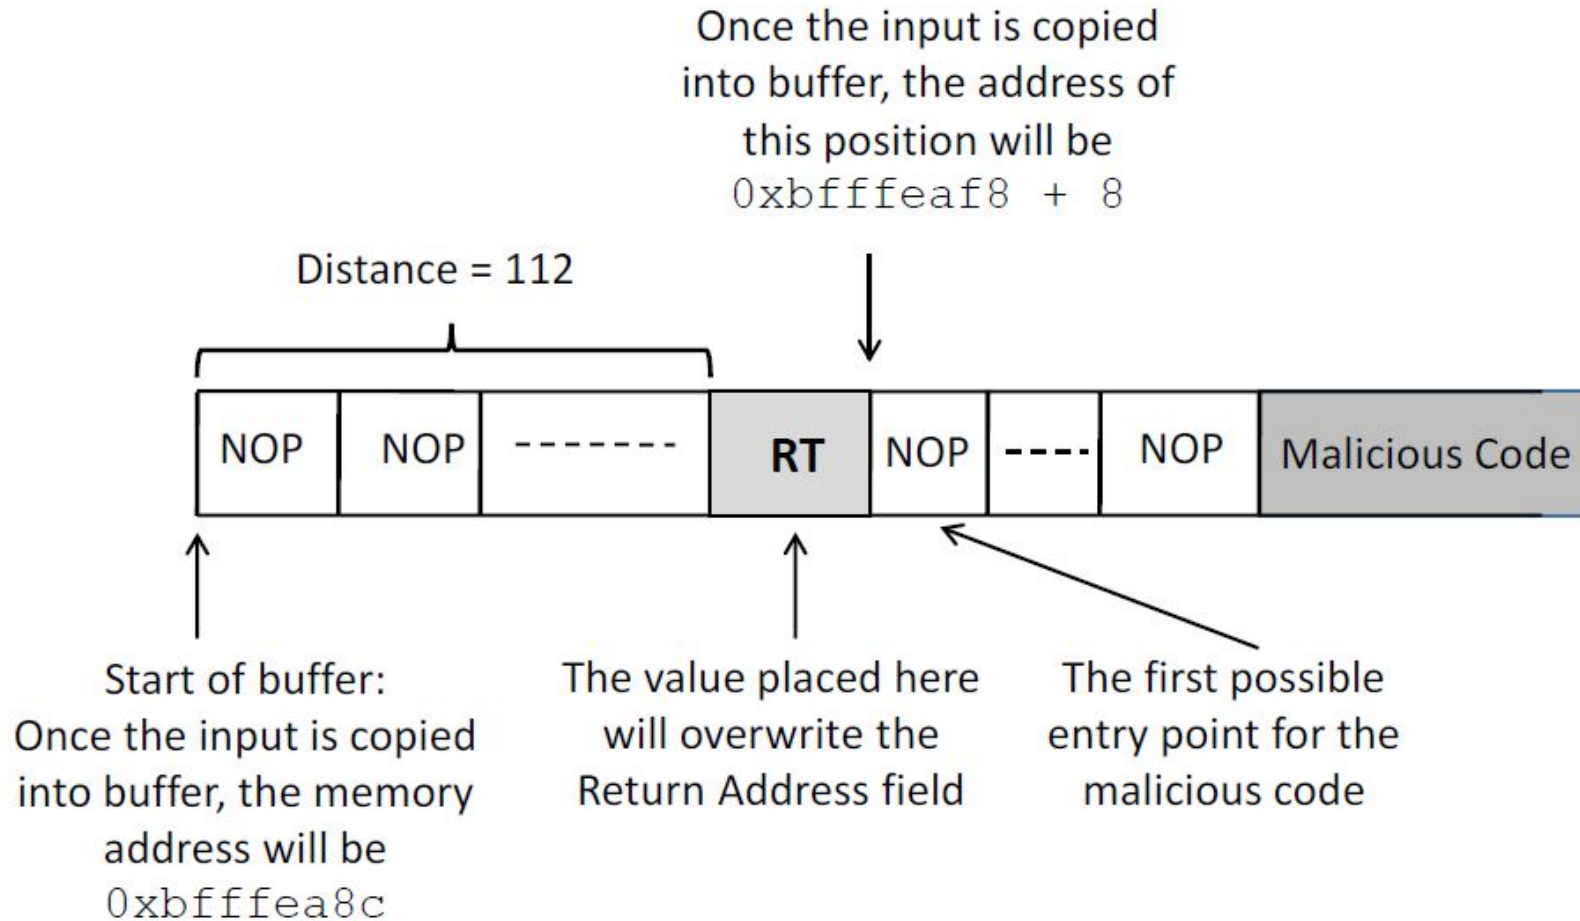 Once the input is copied
into buffer, the address of
this position will be
0xbfffeaf8 + 8
Distance = 112
NOP
NOP
RT
NOP
NOP
Malicious Code
Start of buffer:
Once the input is copied
into buffer, the memory
address will be
0xbfffea8c
The value placed here
will overwrite the
Return Address field
The first possible
entry point for the
malicious code